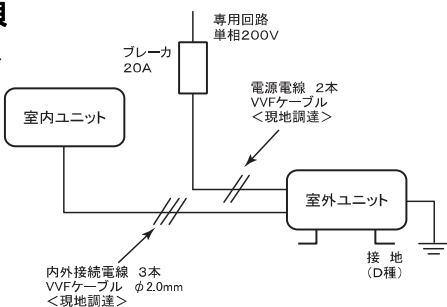 専用回路
単相200V
ブレーカ
20A
電源電線 2本
VVFケーブル
＜現地調達＞
室内ユニット
室外ユニット
接地
（D種）
内外接続電線 3本
VVFケーブル φ2.0mm
＜現地調達＞